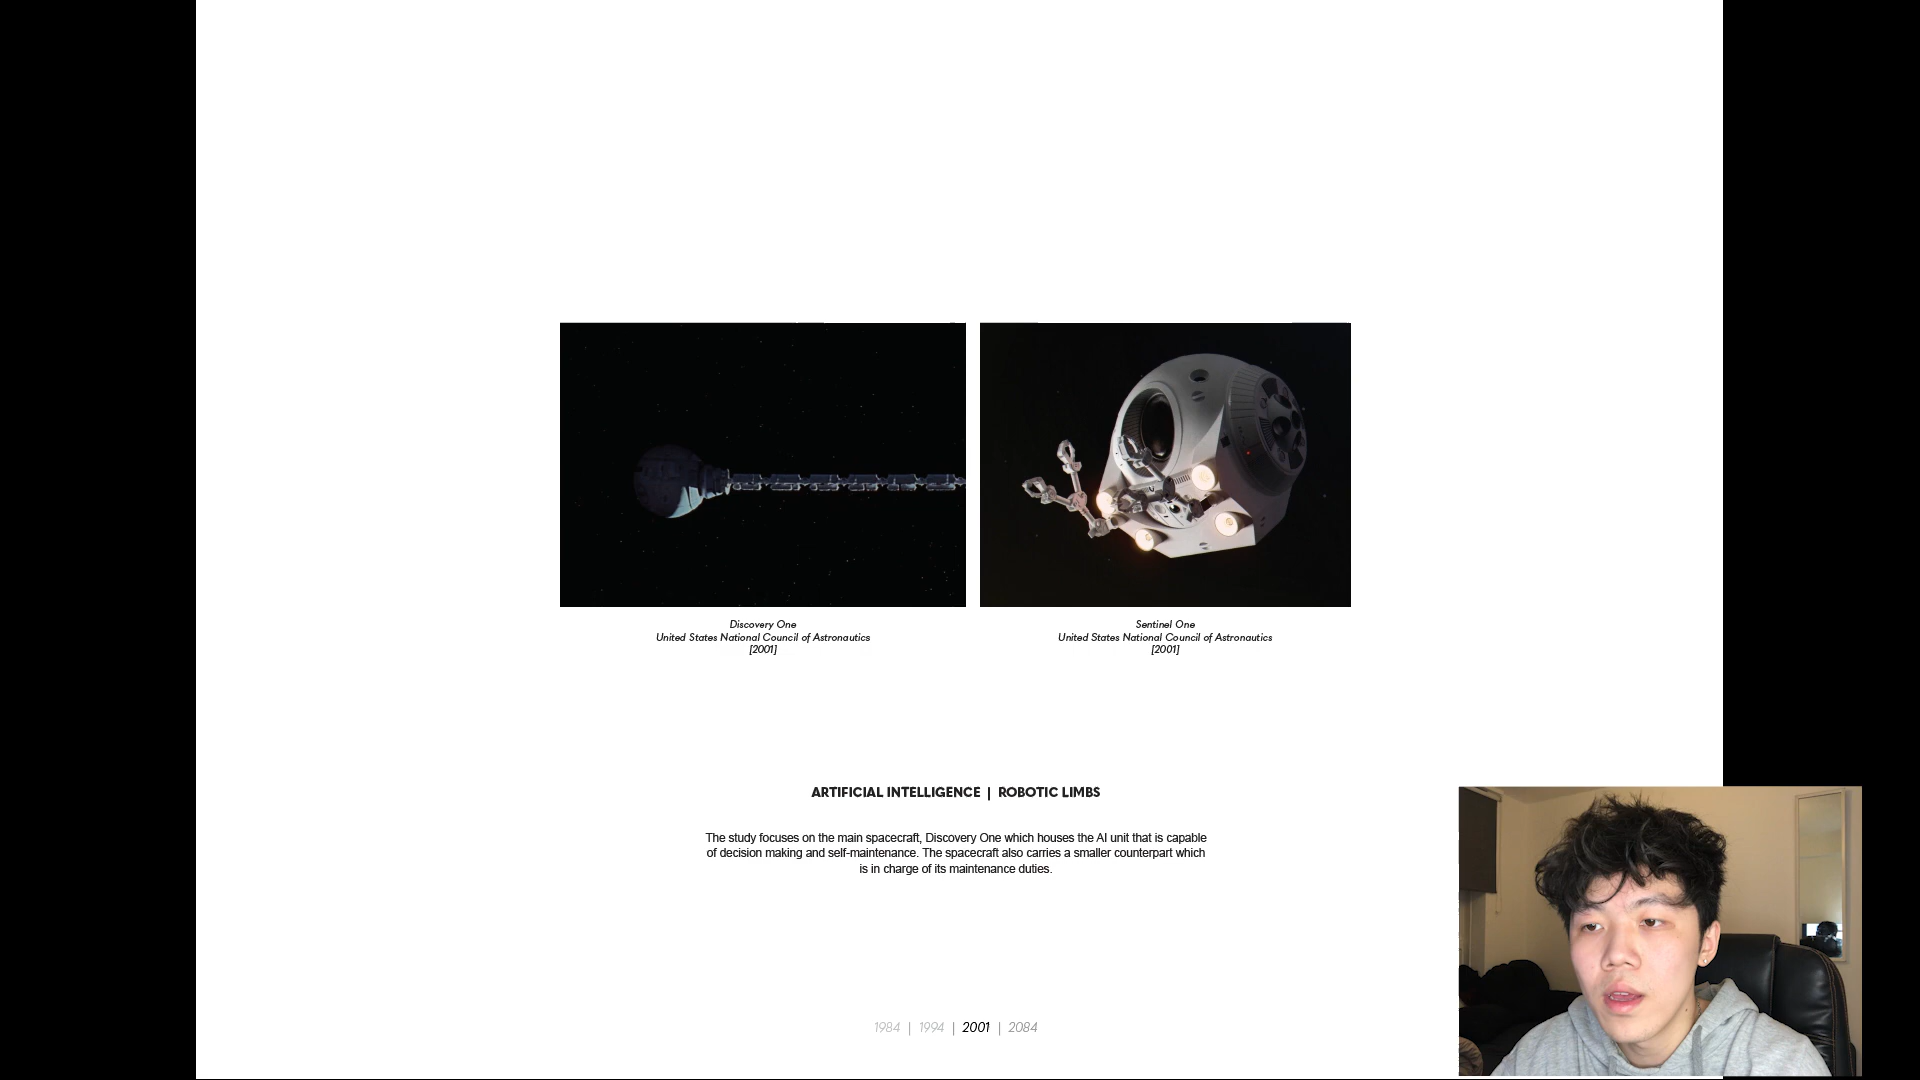 Discovery One
United States National Council of Astronautics
[2001]
Sentinel One
United States National Council of Astronautics
[2001]
ARTIFICIAL INTELLIGENCE | ROBOTIC LIMBS
The study focuses on the main spacecraft, Discovery One which houses the AI unit that is capable
of decision making and self-maintenance. The spacecraft also carries a smaller counterpart which
is in charge of its maintenance duties.
1984 | 1994 | 2001 | 2084